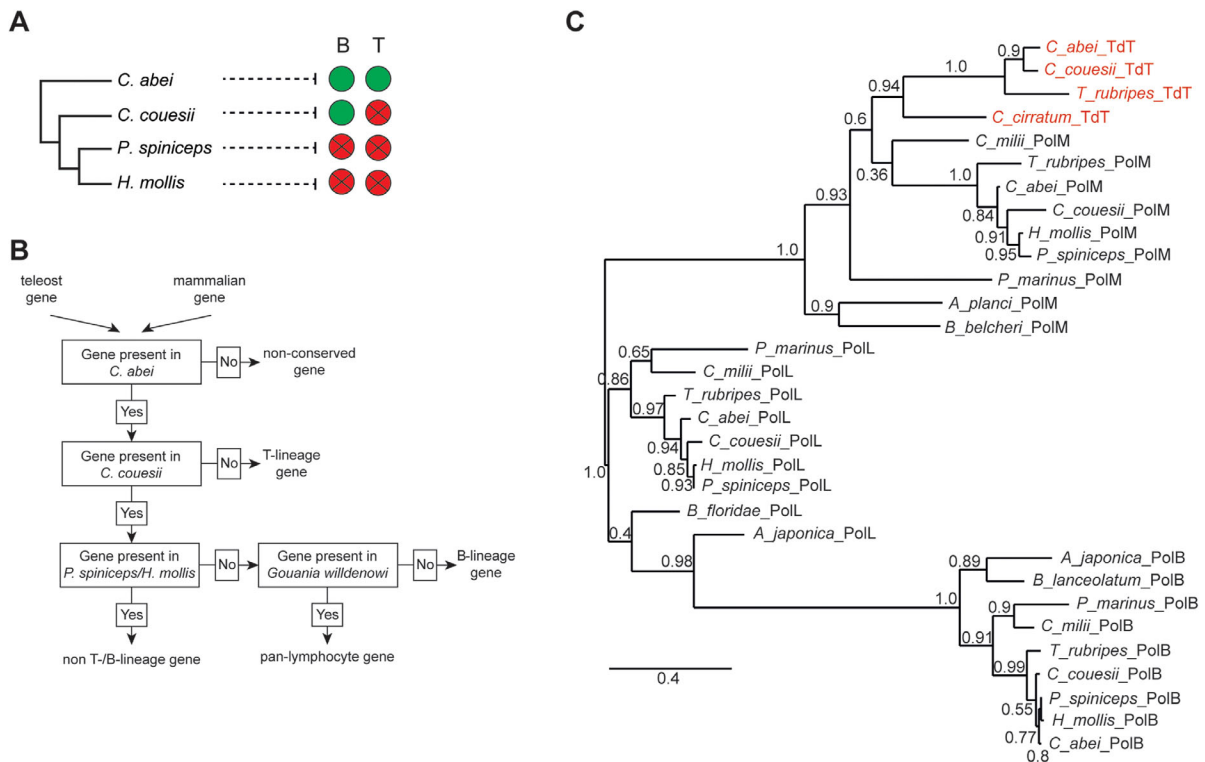 A
B T
C. abei
C. couesii
P. spiniceps
H. mollis
B
teleost
gene
mammalian
gene
Gene present in
C. abei
No
non-conserved
gene
Yes
Gene present in
C. couesii
No
T-lineage
gene
Yes
Gene present in
P. spiniceps/H. mollis
No
Gene present in
Gouania willdenowi
No
B-lineage
gene
Yes
Yes
non T-/B-lineage gene
pan-lymphocyte gene
C
0.9
C_abei_TdT
1.0
C_couesii_TdT
0.94
T_rubripes_TdT
C_cirratum_TdT
0.6
C_milii_PolM
0.36
1.0
T_rubripes_PolM
C_abei_PolM
0.93
0.84
C_couesii_PolM
0.91
H_mollis_PolM
0.95
P_spiniceps_PolM
1.0
P_marinus_PolM
0.9
A_planci_PolM
B_belcheri_PolM
0.65
P_marinus_PolL
0.86
C_milii_PolL
0.97
T_rubripes_PolL
C_abei_PolL
0.94
C_couesii_PolL
1.0
0.85
H_mollis_PolL
0.93
P_spiniceps_PolL
B_floridae_PolL
0.4
A_japonica_PolL
0.98
0.89
A_japonica_PolB
B_lanceolatum_PolB
1.0
0.9
P_marinus_PolB
C_milii_PolB
0.91
0.99
T_rubripes_PolB
C_couesii_PolB
P_spiniceps_PolB
0.55
H_mollis_PolB
0.77
C_abei_PolB
0.8
0.4